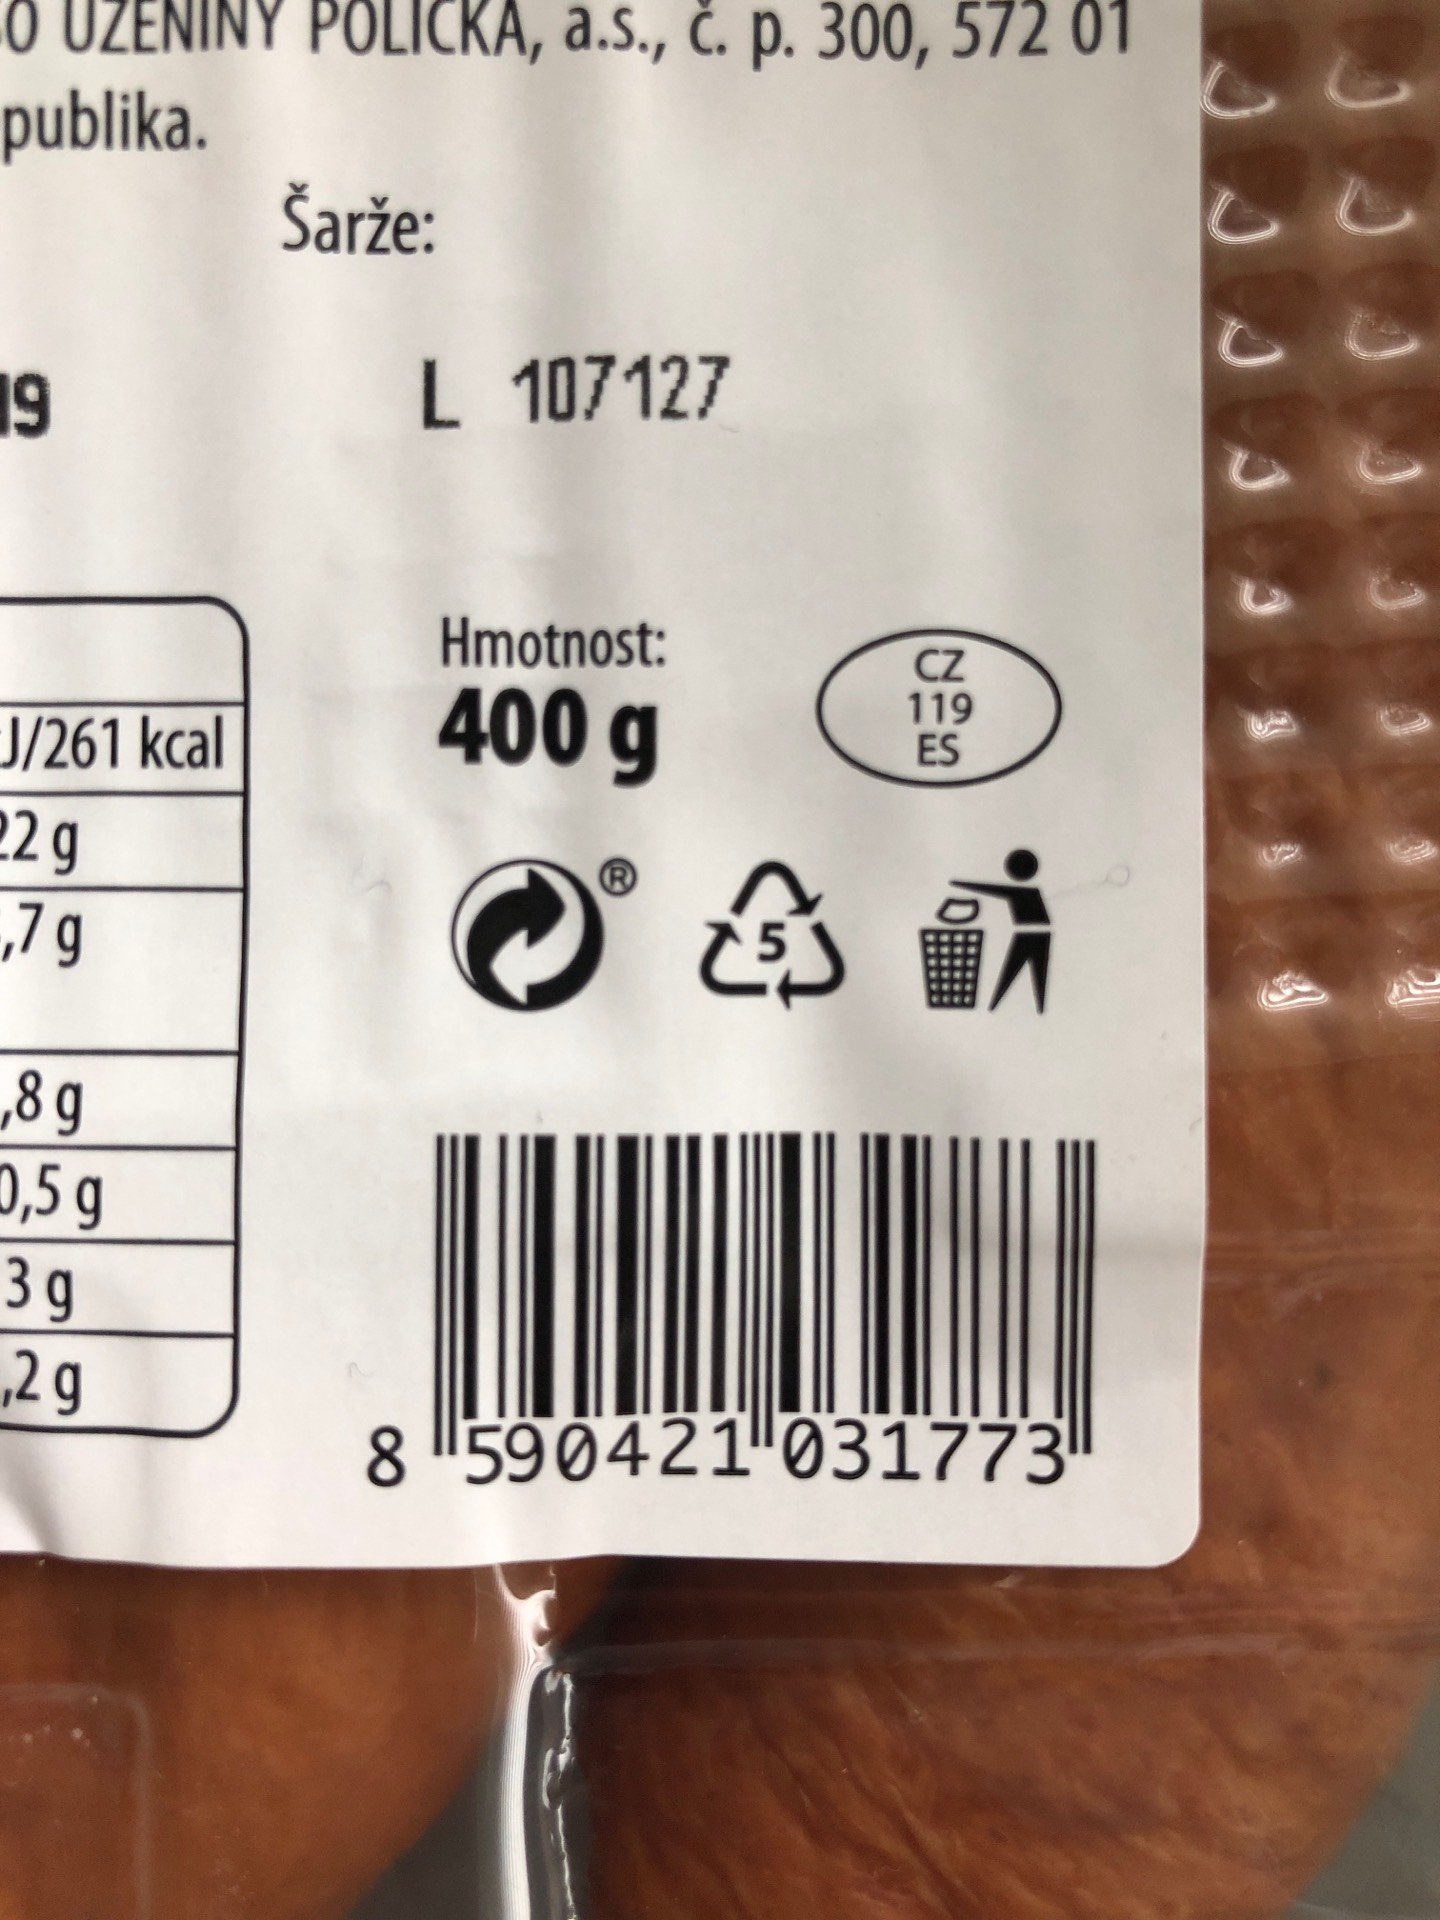 O UZENINY POLIČKA, a.s., č. p. 300, 572 01
publika.
Šarže:
19
L 107127
Hmotnost:
400 g
CZ
119
ES
J/261 kcal
22 g
,7 g
,8 g
0,5 g
3 g
,2 g
®
5
8 590421 031773